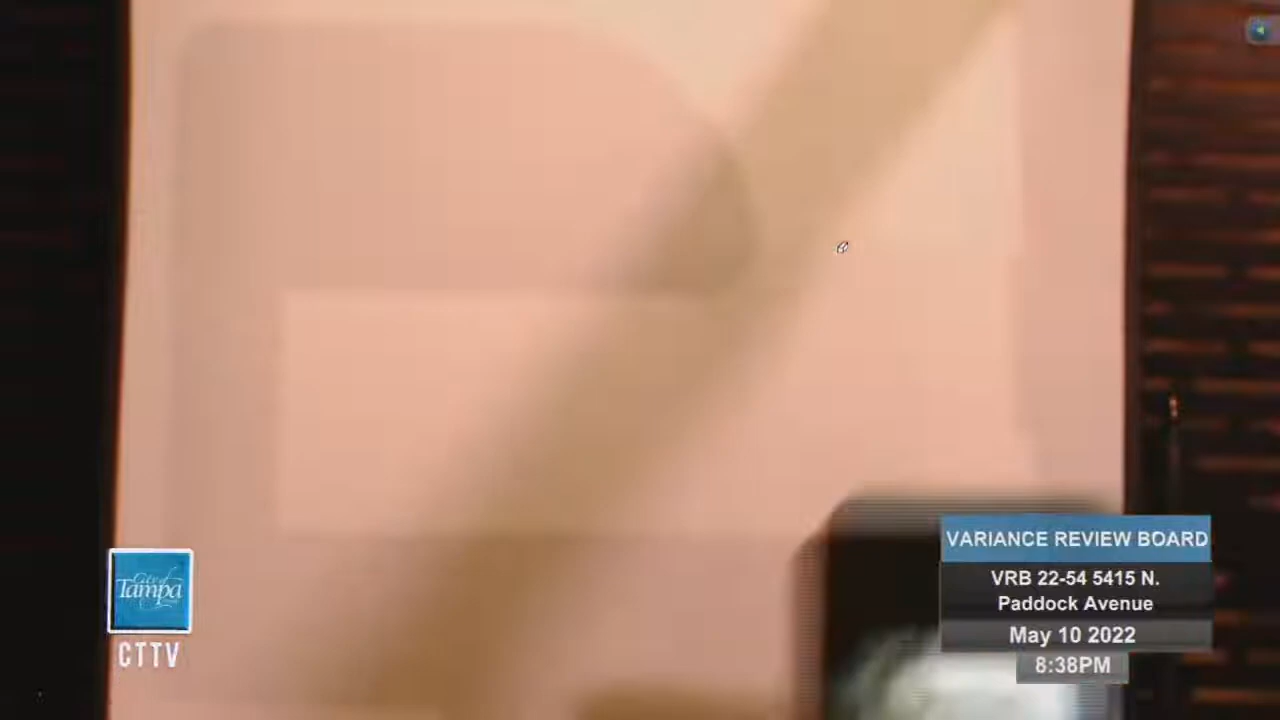 City of
Tampa
CTTV
VARIANCE REVIEW BOARD
VRB 22-54 5415 N.
Paddock Avenue
May 10 2022
8:38PM